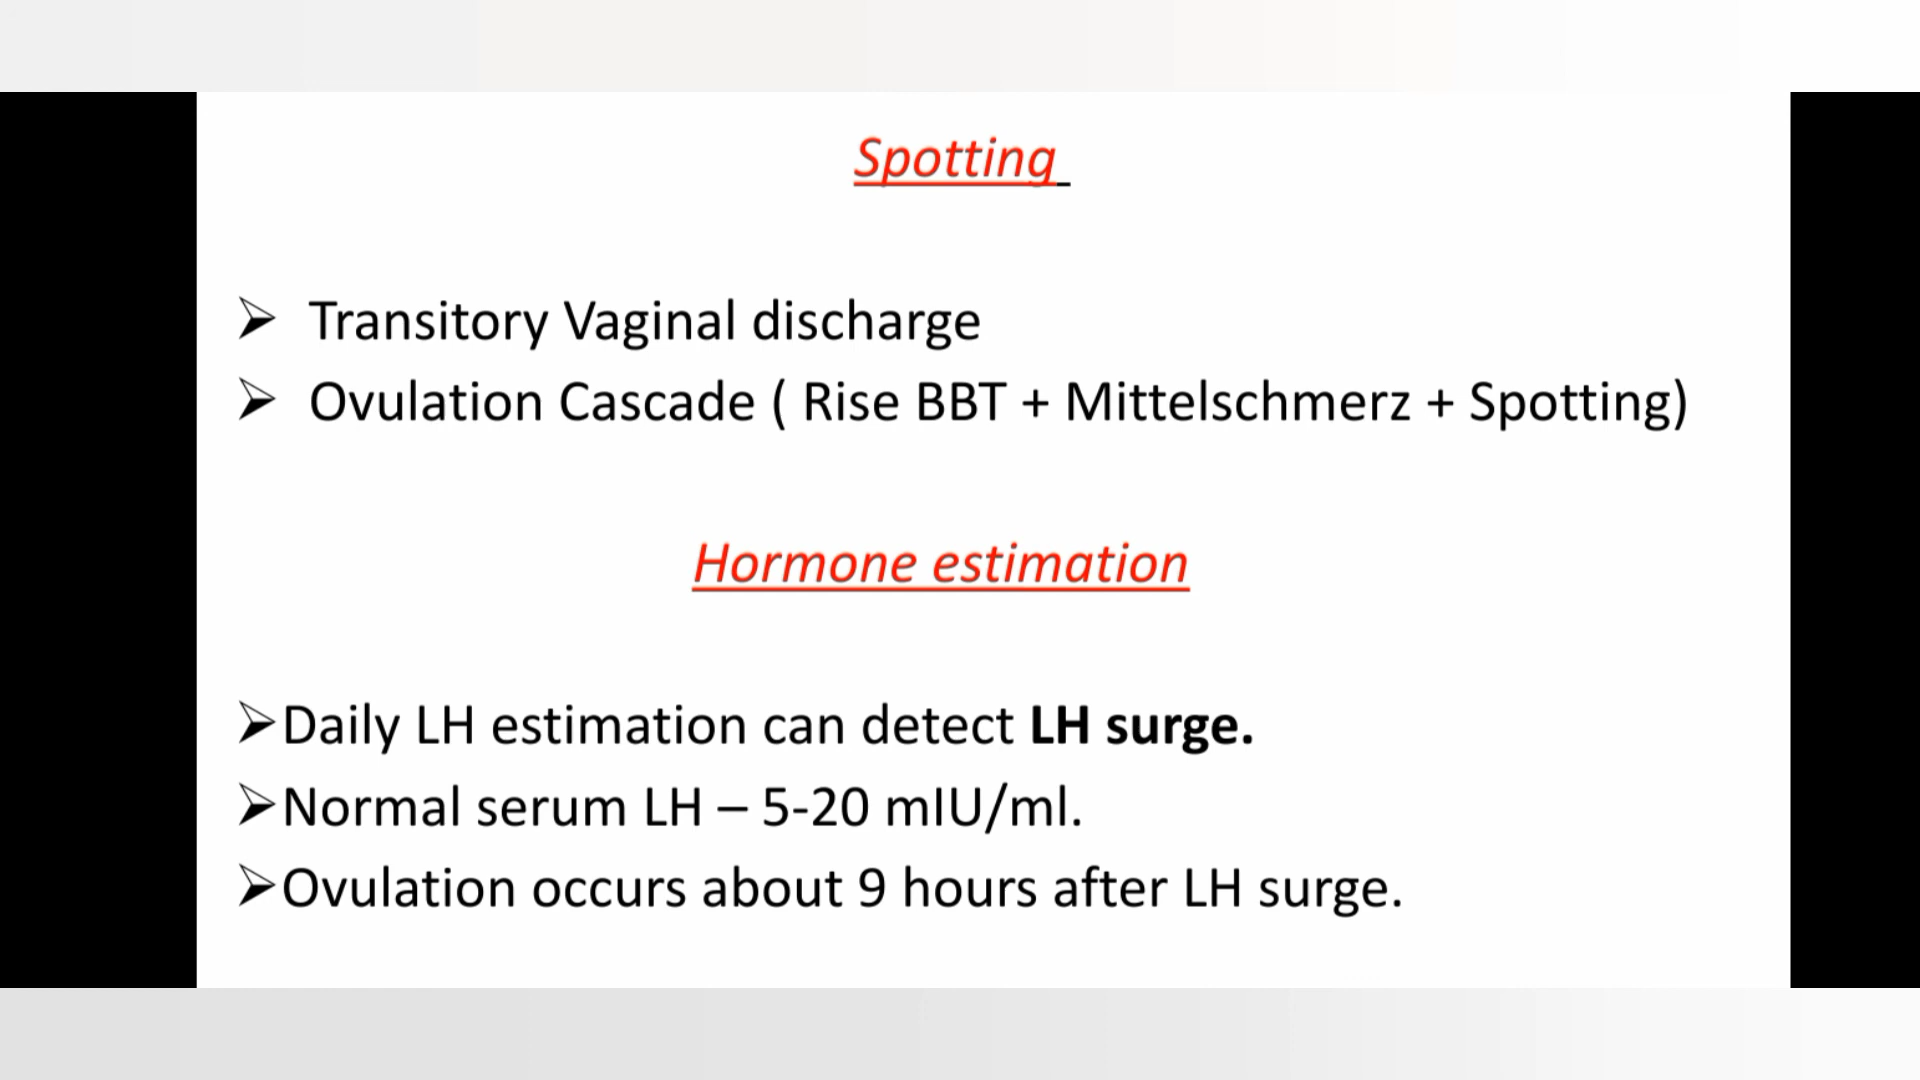 Spotting
➢ Transitory Vaginal discharge
➢ Ovulation Cascade ( Rise BBT + Mittelschmerz + Spotting)
Hormone estimation
➢Daily LH estimation can detect LH surge.
➢Normal serum LH – 5-20 mIU/ml.
➢Ovulation occurs about 9 hours after LH surge.